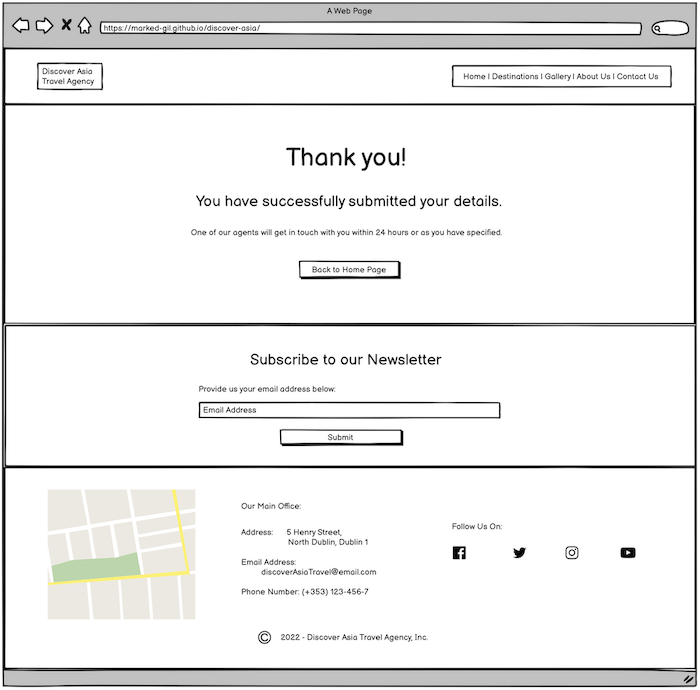 A Web Page
https://marked-gil.github.io/discover-asia/
Discover Asia
Travel Agency
Home | Destinations | Gallery | About Us | Contact Us
Thank you!
You have successfully submitted your details.
One of our agents will get in touch with you within 24 hours or as you have specified.
Back to Home Page
Subscribe to our Newsletter
Provide us your email address below:
Email Address
Submit
Our Main Office:
Address: 5 Henry Street,
North Dublin, Dublin 1
Email Address:
discoverAsiaTravel@email.com
Phone Number: (+353) 123-456-7
Follow Us On:
© 2022 - Discover Asia Travel Agency, Inc.